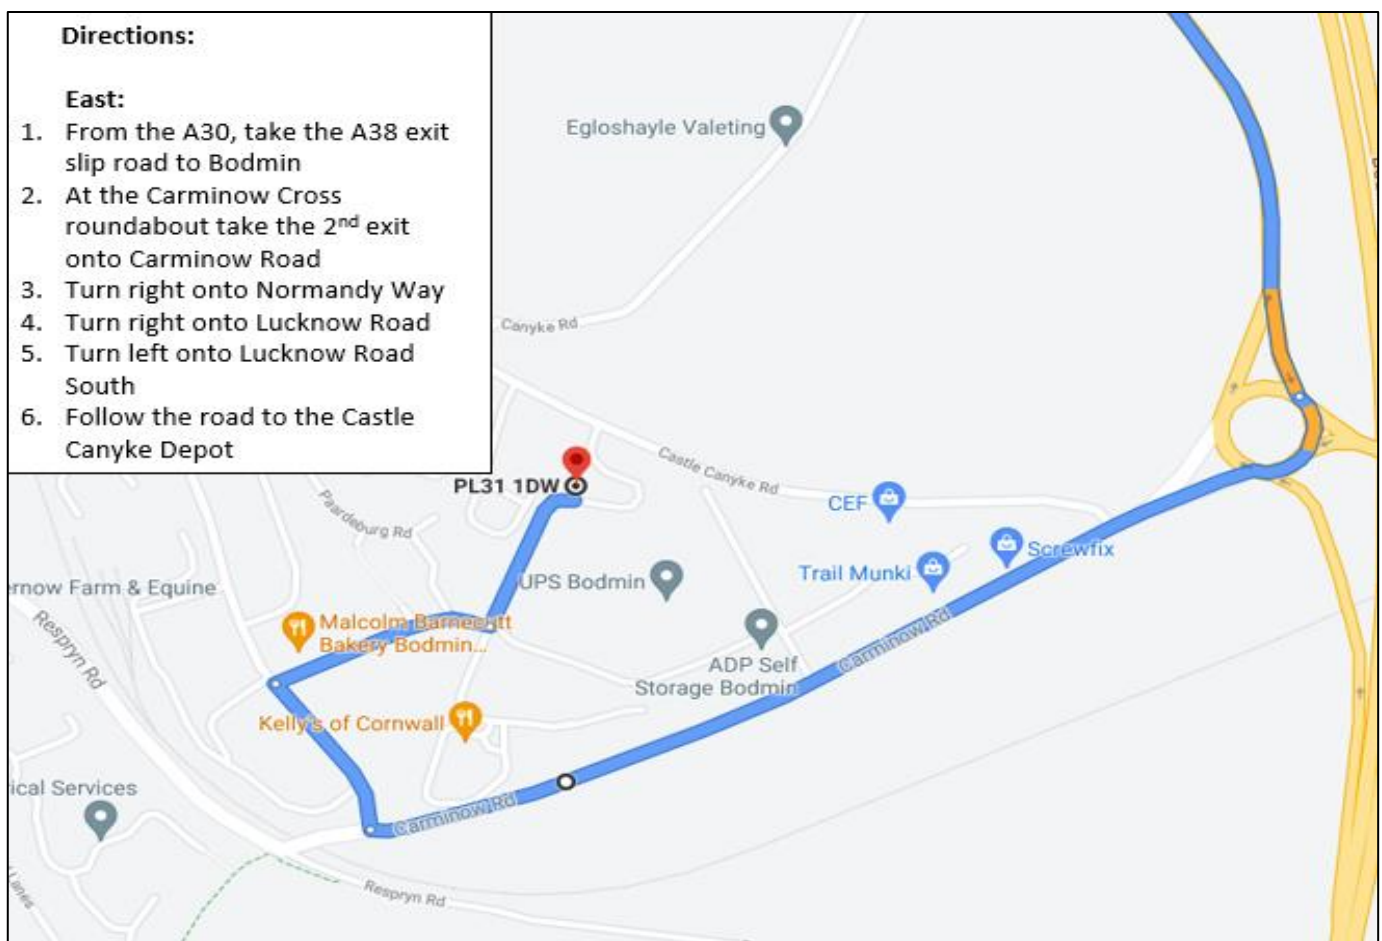 Directions:
East:
1. From the A30, take the A38 exit
slip road to Bodmin
2. At the Carminow Cross
roundabout take the 2nd exit
onto Carminow Road
3. Turn right onto Normandy Way
4. Turn right onto Lucknow Road
5. Turn left onto Lucknow Road
South
6. Follow the road to the Castle
Canyke Depot
Egloshayle Valeting
Canyke Rd
Castle Canyke Rd
PL31 1DW
CEF
Paardeburg Rd
Screwfix
Trail Munki
UPS Bodmin
ernow Farm & Equine
Malcolm Barnecutt
Bakery Bodmin...
Respryn Rd
Carminow Rd
ADP Self
Storage Bodmin
Kelly's of Cornwall
ical Services
Carminow Rd
Respryn Rd
Lanes